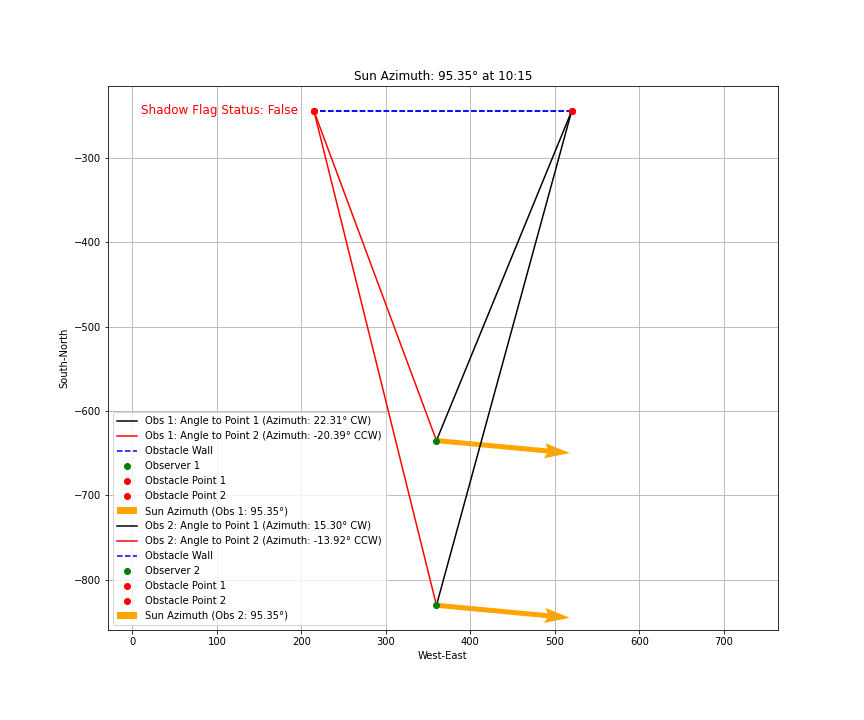 Sun Azimuth: 95.35° at 10:15
Shadow Flag Status: False
−300
−400
−500
−600
−700
−800
South-North
Obs 1: Angle to Point 1 (Azimuth: 22.31° CW)
Obs 1: Angle to Point 2 (Azimuth: -20.39° CCW)
Obstacle Wall
Observer 1
Obstacle Point 1
Obstacle Point 2
Sun Azimuth (Obs 1: 95.35°)
Obs 2: Angle to Point 1 (Azimuth: 15.30° CW)
Obs 2: Angle to Point 2 (Azimuth: -13.92° CCW)
Obstacle Wall
Observer 2
Obstacle Point 1
Obstacle Point 2
Sun Azimuth (Obs 2: 95.35°)
0 100 200 300 400 500 600 700
West-East